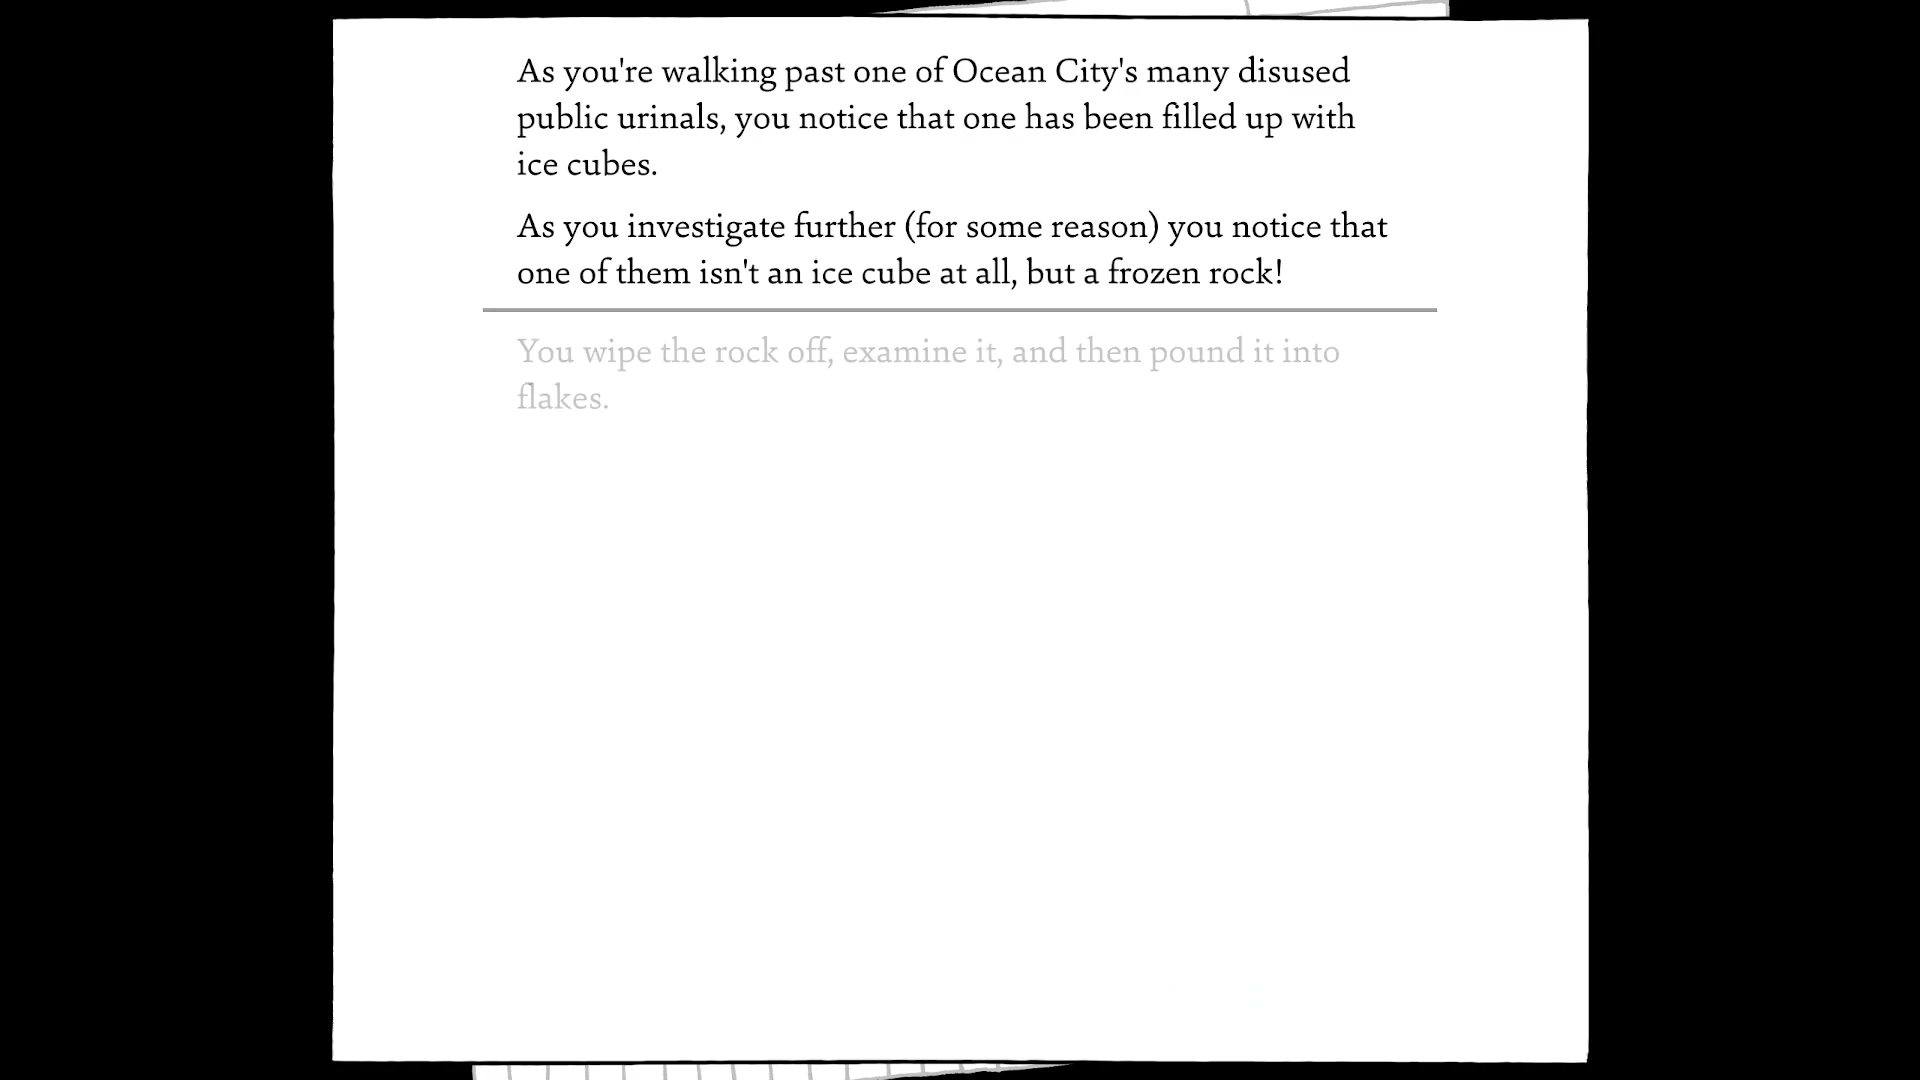 As you're walking past one of Ocean City's many disused
public urinals, you notice that one has been filled up with
ice cubes.
As you investigate further (for some reason) you notice that
one of them isn't an ice cube at all, but a frozen rock!
You wipe the rock off, examine it, and then pound it into
flakes.